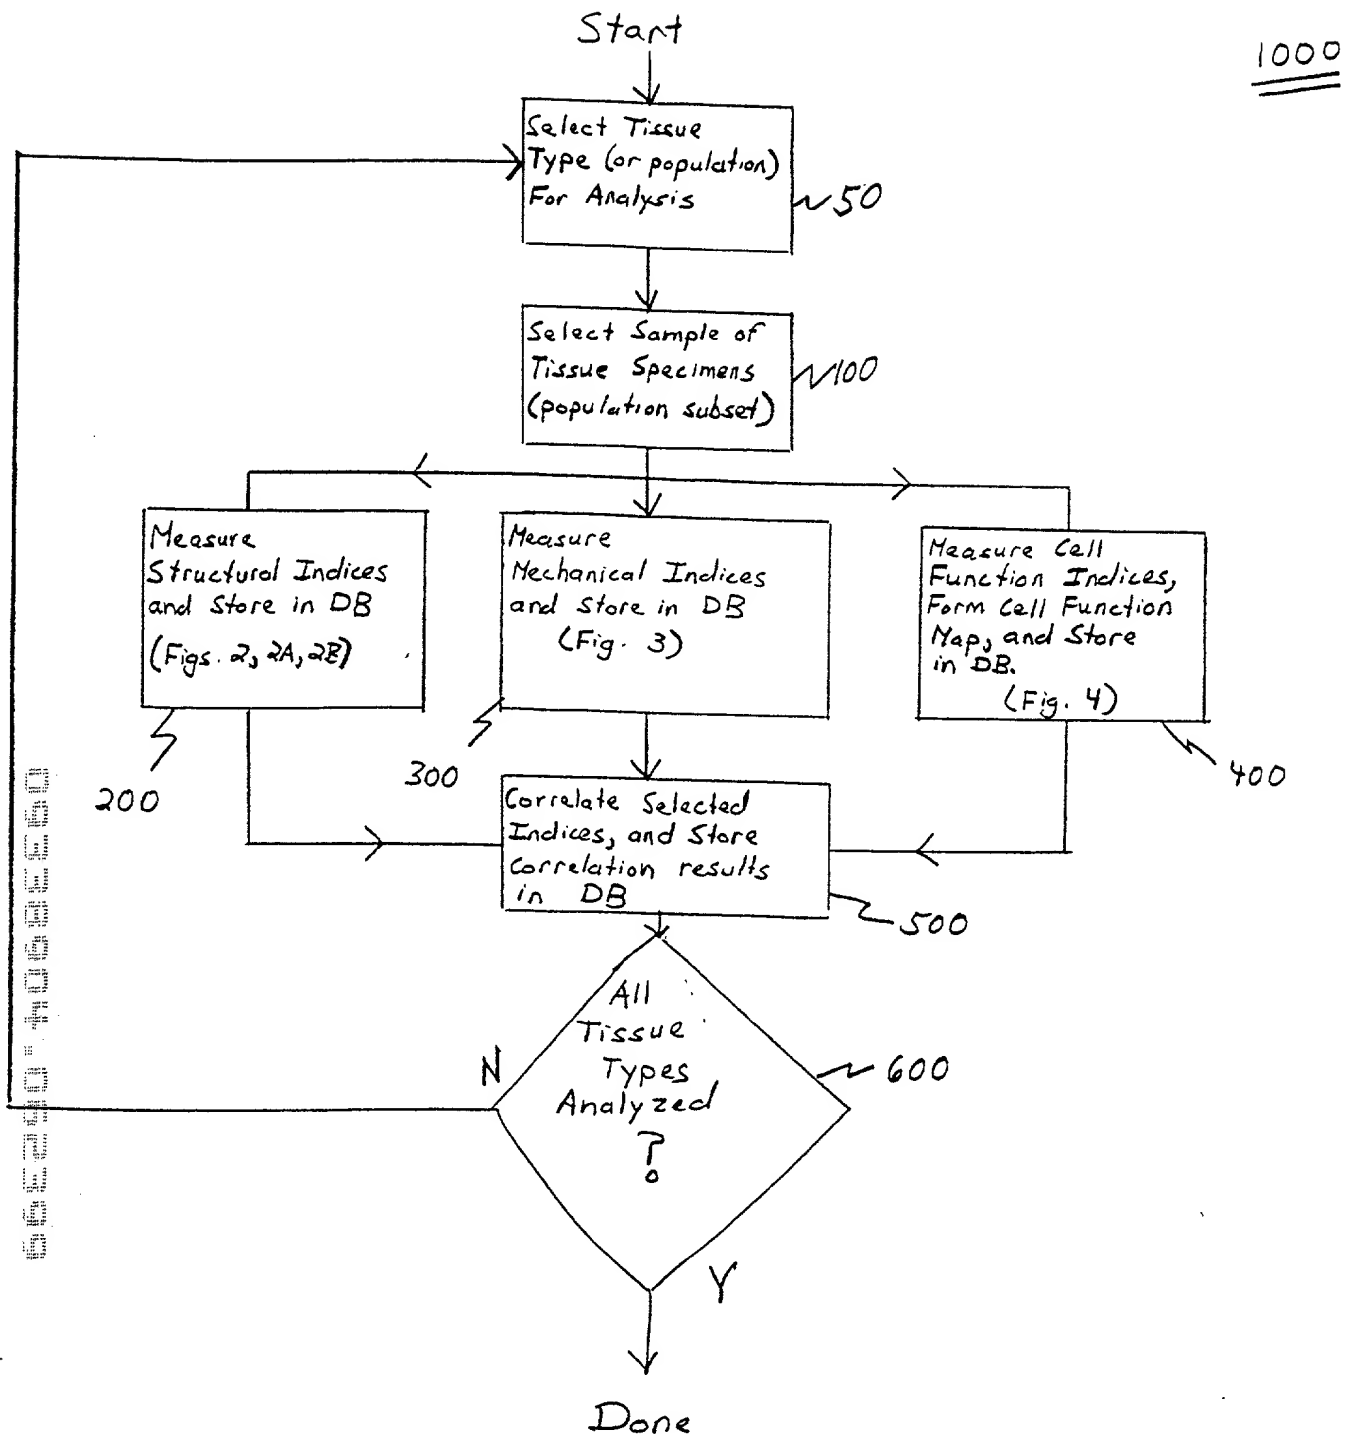 Start
1000
Select Tissue
Type (or population)
For Analysis
50
Select Sample of
Tissue Specimens
(population subset)
100
Measure
Structural Indices
and Store in DB
(Figs. 2, 2A, 2B)
200
Measure
Mechanical Indices
and Store in DB
(Fig. 3)
300
Measure Cell
Function Indices,
Form Cell Function
Map, and Store
in DB.
(Fig. 4)
400
Correlate Selected
Indices, and Store
Correlation results
in DB
500
All
Tissue
Types
Analyzed
?
600
N
Y
Done
09338904.062399